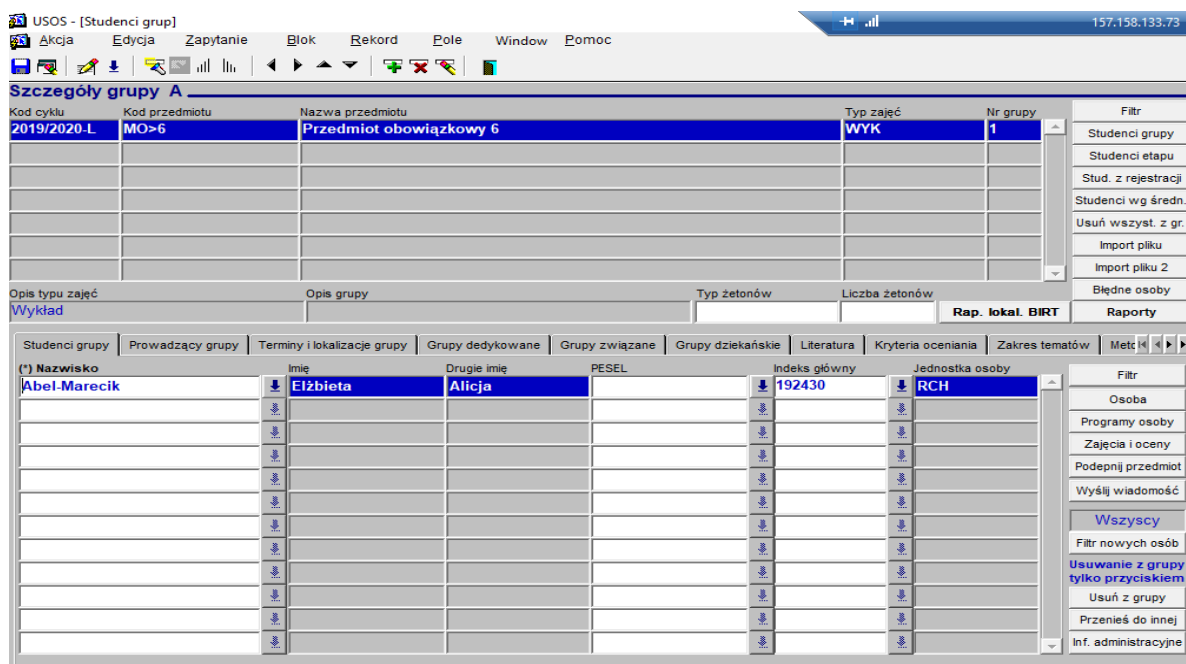 USOS - [Studenci grup]
157.158.133.73
Akcja Edycja Zapytanie Blok Rekord Pole Window Pomoc
Szczegóły grupy A
Kod cyklu Kod przedmiotu Nazwa przedmiotu Typ zajęć Nr grupy Filtr
2019/2020-L MO>6 Przedmiot obowiązkowy 6 WYK 1
Studenci grupy
Studenci etapu
Stud. z rejestracji
Studenci wg średn.
Usuń wszyst. z gr.
Import pliku
Import pliku 2
Opis typu zajęć Opis grupy Typ żetonów Liczba żetonów Błędne osoby
Wykład Rap. lokal. BIRT Raporty
Studenci grupy Prowadzący grupy Terminy i lokalizacje grupy Grupy dedykowane Grupy związane Grupy dziekańskie Literatura Kryteria oceniania Zakres tematów Metc
(*) Nazwisko Imię Drugie imię PESEL Indeks główny Jednostka osoby Filtr
Abel-Marecik Elżbieta Alicja 192430 RCH
Osoba
Programy osoby
Zajęcia i oceny
Podepnij przedmiot
Wyślij wiadomość
Wszyscy
Filtr nowych osób
Usuwanie z grupy
tylko przyciskiem
Usuń z grupy
Przenieś do innej
Inf. administracyjne